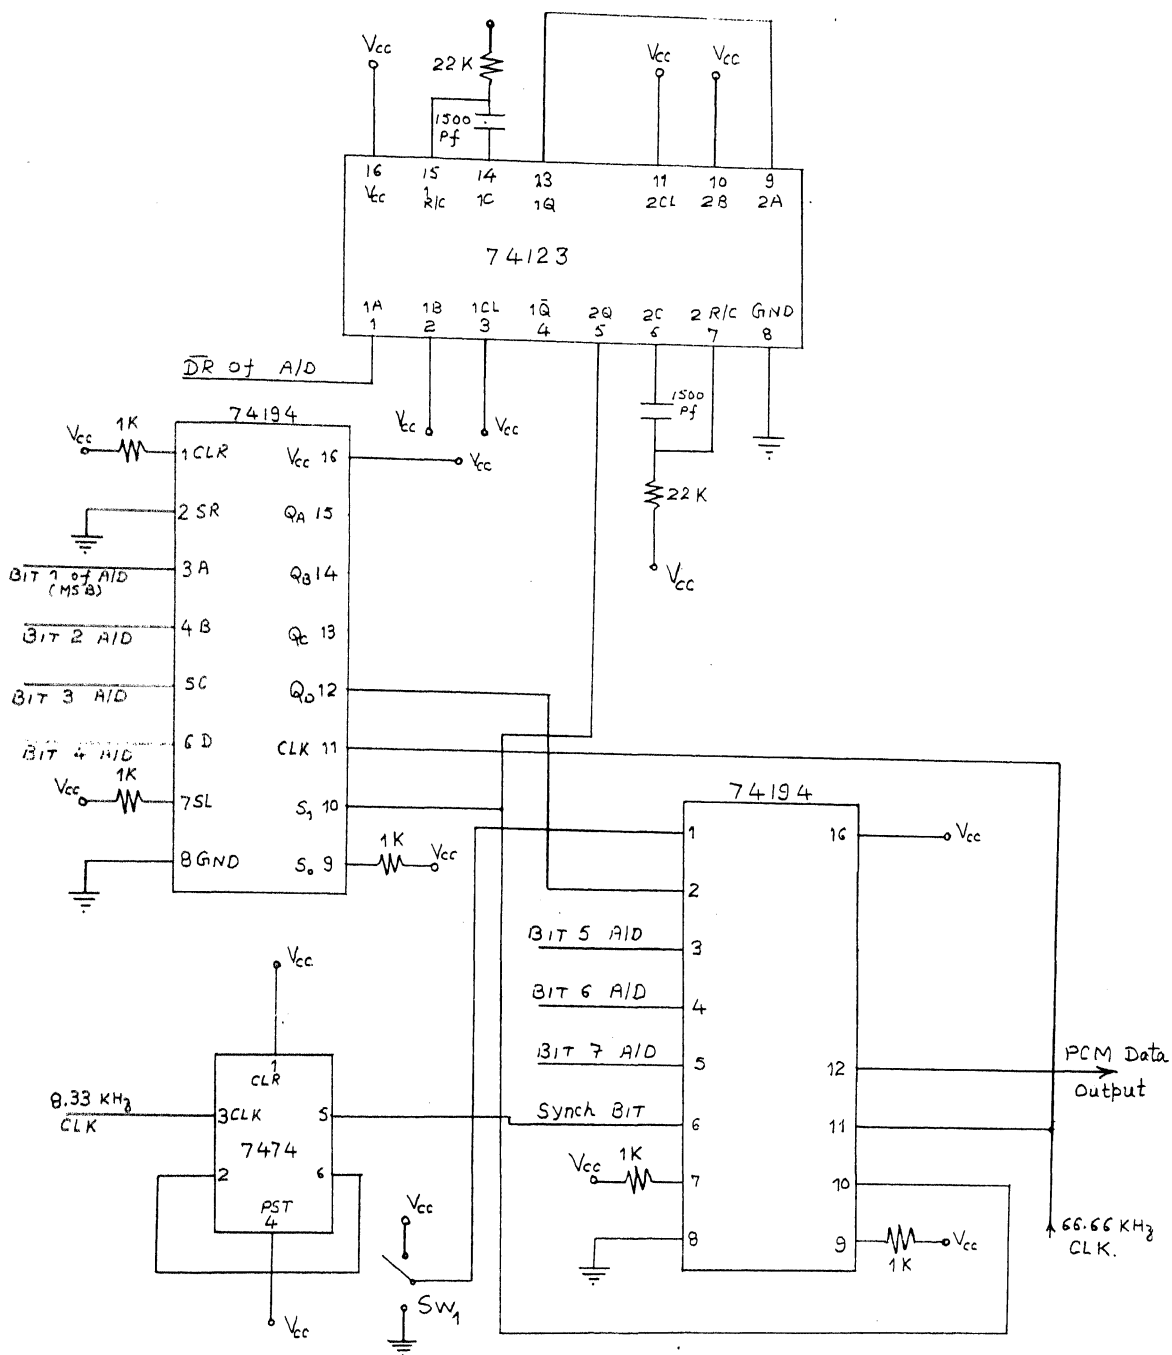 Vcc
22 K
1500
Pf
Vcc
Vcc
16
15
14
13
11
10
9
Vcc
1
R/C
1C
1Q
2CL
2B
2A
74123
1A
1B
1CL
1Q̄
2Q
2C
2 R/C
GND
1
2
3
4
5
6
7
8
D̄R Of A/D
Vcc
Vcc
1500
Pf
22 K
Vcc
74194
Vcc
1K
1 CLR
Vcc 16
Vcc
2 SR
QA 15
BIT 1 of A/D
(MSB)
3 A
QB 14
BIT 2 A/D
4 B
QC 13
BIT 3 A/D
5C
QD 12
BIT 4 A/D
6 D
CLK 11
Vcc
1K
7 SL
S1 10
8 GND
S0 9
1K
Vcc
74194
1
16
Vcc
2
BIT 5 A/D
3
BIT 6 A/D
4
BIT 7 A/D
5
12
PCM Data
Output
Synch BIT
6
11
Vcc
1K
7
10
8
9
1K
Vcc
66.66 KHz
CLK.
Vcc
1
CLR
8.33 KHz
CLK
3 CLK
5
7474
2
6
PST
4
Vcc
Vcc
SW1